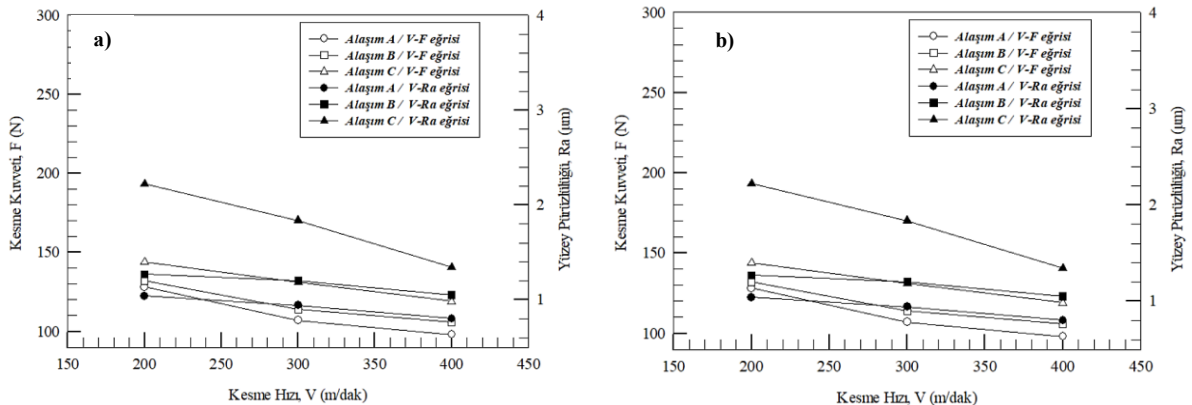 a)
300
250
200
150
100
Kesme Kuvveti, F (N)
Alaşım A / V-F eğrisi
Alaşım B / V-F eğrisi
Alaşım C / V-F eğrisi
Alaşım A / V-Ra eğrisi
Alaşım B / V-Ra eğrisi
Alaşım C / V-Ra eğrisi
4
3
2
1
Yüzey Pürüzlülüğü, Ra (µm)
150 200 250 300 350 400 450
Kesme Hızı, V (m/dak)
b)
300
250
200
150
100
Kesme Kuvveti, F (N)
Alaşım A / V-F eğrisi
Alaşım B / V-F eğrisi
Alaşım C / V-F eğrisi
Alaşım A / V-Ra eğrisi
Alaşım B / V-Ra eğrisi
Alaşım C / V-Ra eğrisi
4
3
2
1
Yüzey Pürüzlülüğü, Ra (µm)
150 200 250 300 350 400 450
Kesme Hızı, V (m/dak)